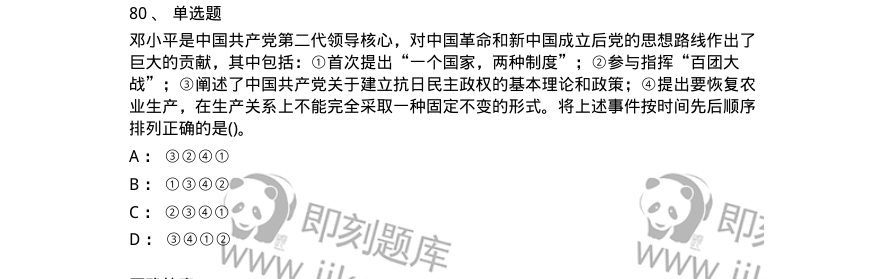 80 、 单选题
邓小平是中国共产党第二代领导核心，对中国革命和新中国成立后党的思想路线作出了
巨大的贡献，其中包括：①首次提出“一个国家，两种制度”；②参与指挥“百团大
战”；③阐述了中国共产党关于建立抗日民主政权的基本理论和政策；④提出要恢复农
业生产，在生产关系上不能完全采取一种固定不变的形式。将上述事件按时间先后顺序
排列正确的是()。
A ： ③②④①
B ： ①③④②
C ： ②③④①
D ： ③④①②
即刻题库
即刻